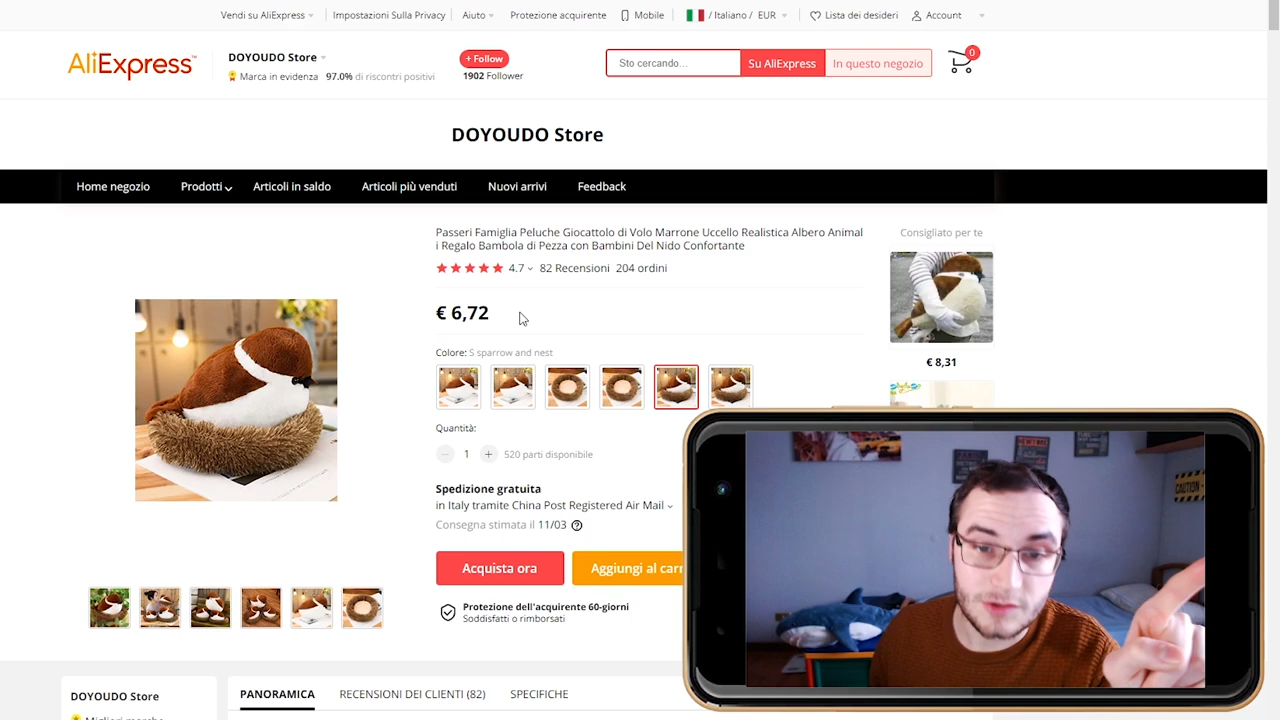 Vendi su AliExpress
Impostazioni Sulla Privacy
Aiuto
Protezione acquirente
Mobile
/ Italiano / EUR
Lista dei desideri
Account
AliExpress™
DOYOUDO Store
Marca in evidenza 97.0% di riscontri positivi
+ Follow
1902 Follower
Sto cercando...
Su AliExpress
In questo negozio
0
DOYOUDO Store
Home negozio
Prodotti
Articoli in saldo
Articoli più venduti
Nuovi arrivi
Feedback
Passeri Famiglia Peluche Giocattolo di Volo Marrone Uccello Realistica Albero Animal
i Regalo Bambola di Pezza con Bambini Del Nido Confortante
4.7 82 Recensioni 204 ordini
€ 6,72
Colore: S sparrow and nest
Quantità:
1
520 parti disponibile
Spedizione gratuita
in Italy tramite China Post Registered Air Mail
Consegna stimata il 11/03
Acquista ora
Aggiungi al carr
Protezione dell'acquirente 60-giorni
Soddisfatti o rimborsati
Consigliato per te
€ 8,31
CAUTION
DOYOUDO Store
PANORAMICA
RECENSIONI DEI CLIENTI (82)
SPECIFICHE